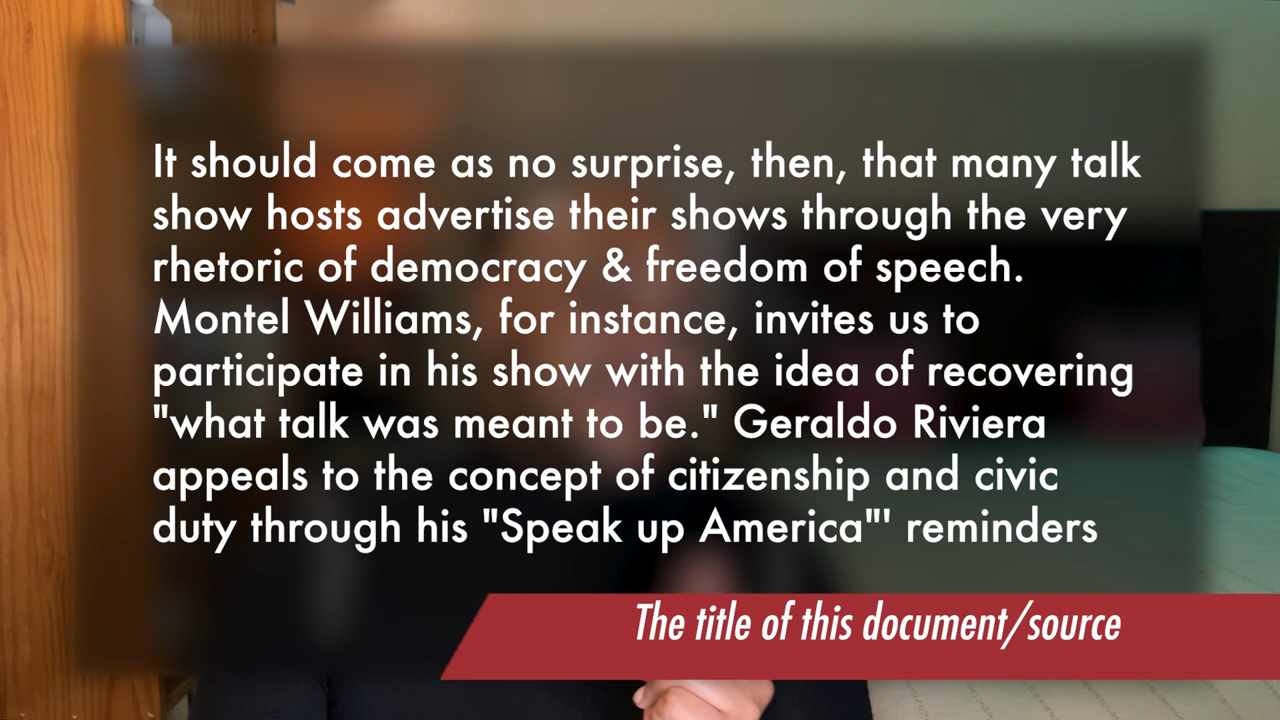 It should come as no surprise, then, that many talk
show hosts advertise their shows through the very
rhetoric of democracy & freedom of speech.
Montel Williams, for instance, invites us to
participate in his show with the idea of recovering
"what talk was meant to be." Geraldo Riviera
appeals to the concept of citizenship and civic
duty through his "Speak up America"' reminders
The title of this document/source